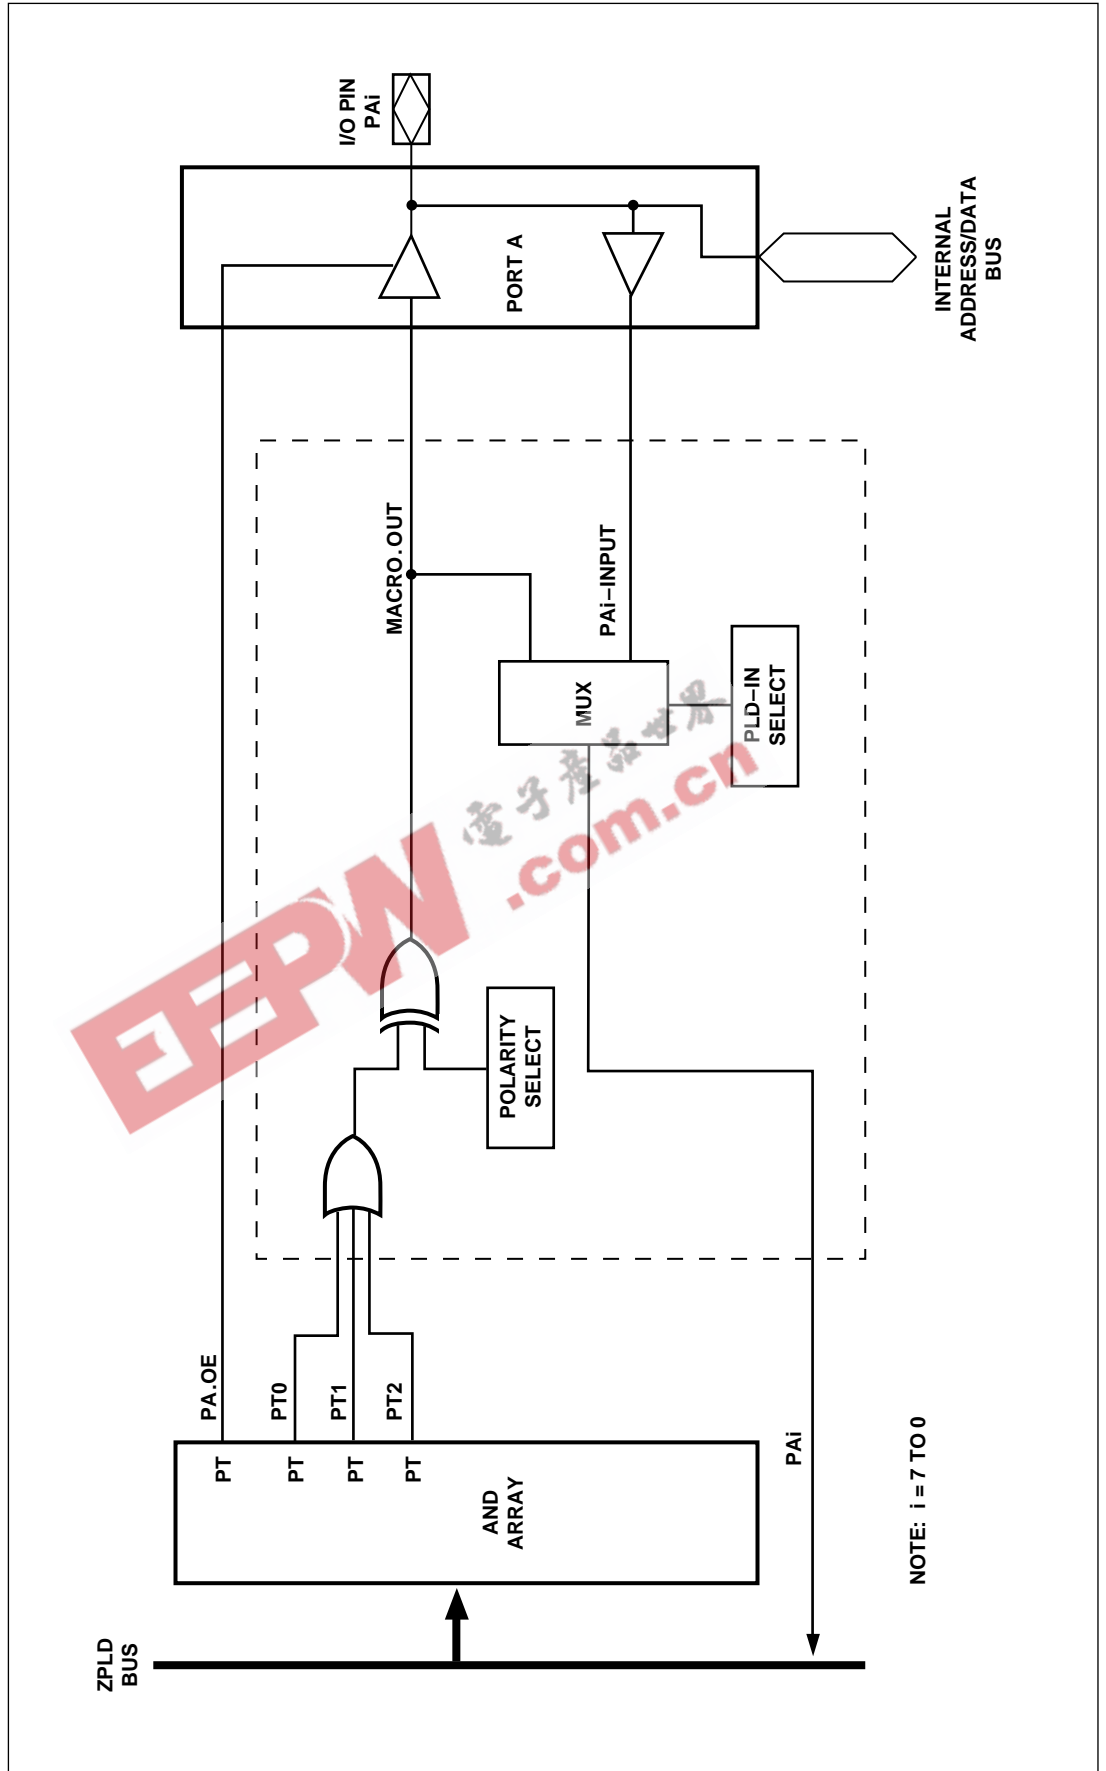 I/O PIN
PAi
PORT A
INTERNAL
ADDRESS/DATA
BUS
MACRO.OUT
PAi–INPUT
MUX
PLD–IN
SELECT
電子產品世界
EEPW
.com.cn
POLARITY
SELECT
PA.OE
PT0
PT1
PT2
PT
PT
PT
PT
AND
ARRAY
PAi
NOTE: i = 7 TO 0
ZPLD
BUS